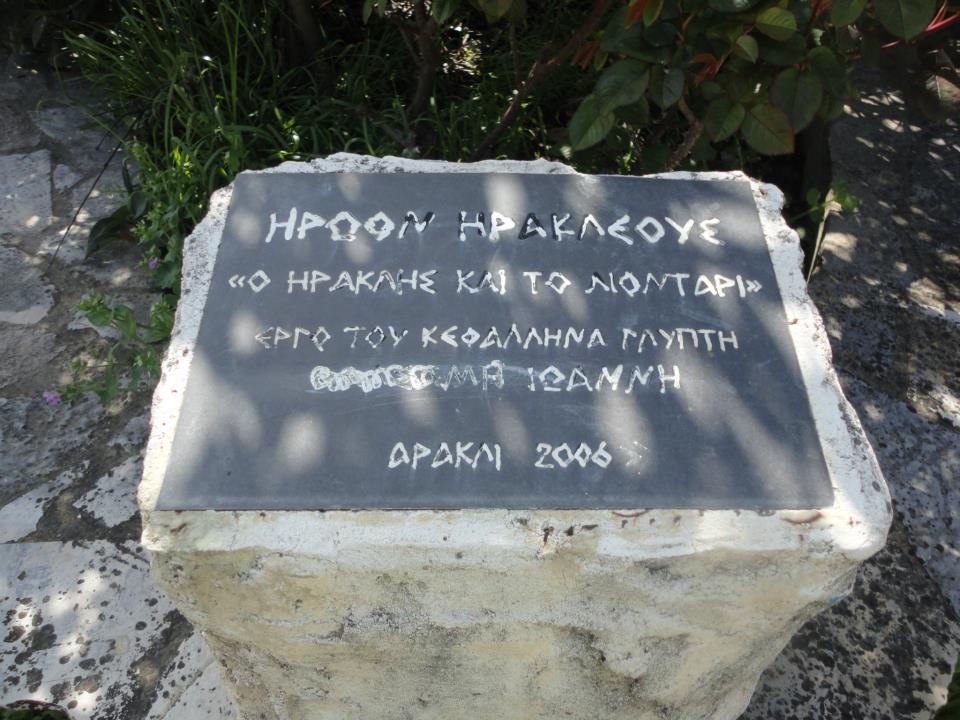 ΗΡΩΟΝ ΗΡΑΚΛΕΟΥΣ
«Ο ΗΡΑΚΛΗΣ ΚΑΙ ΤΟ ΛΙΟΝΤΑΡΙ»
ΕΡΓΟ ΤΟΥ ΚΕΦΑΛΛΗΝΑ ΓΛΥΠΤΗ
ΙΩΑΝΝΗ
ΑΡΑΚΛΙ 2006